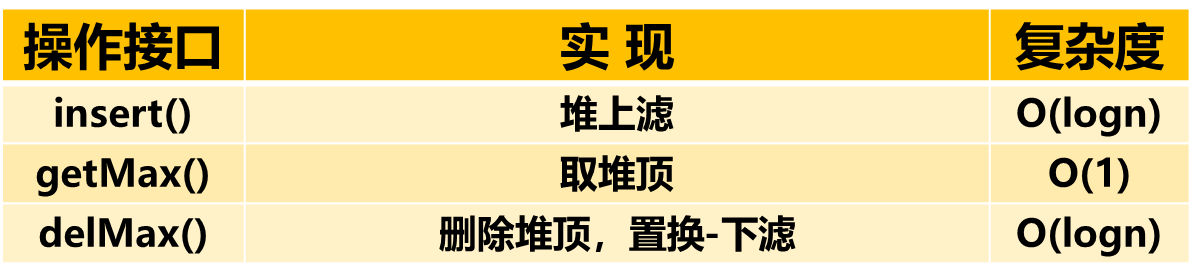 操作接口 实 现 复杂度
insert() 堆上滤 O(logn)
getMax() 取堆顶 O(1)
delMax() 删除堆顶，置换-下滤 O(logn)